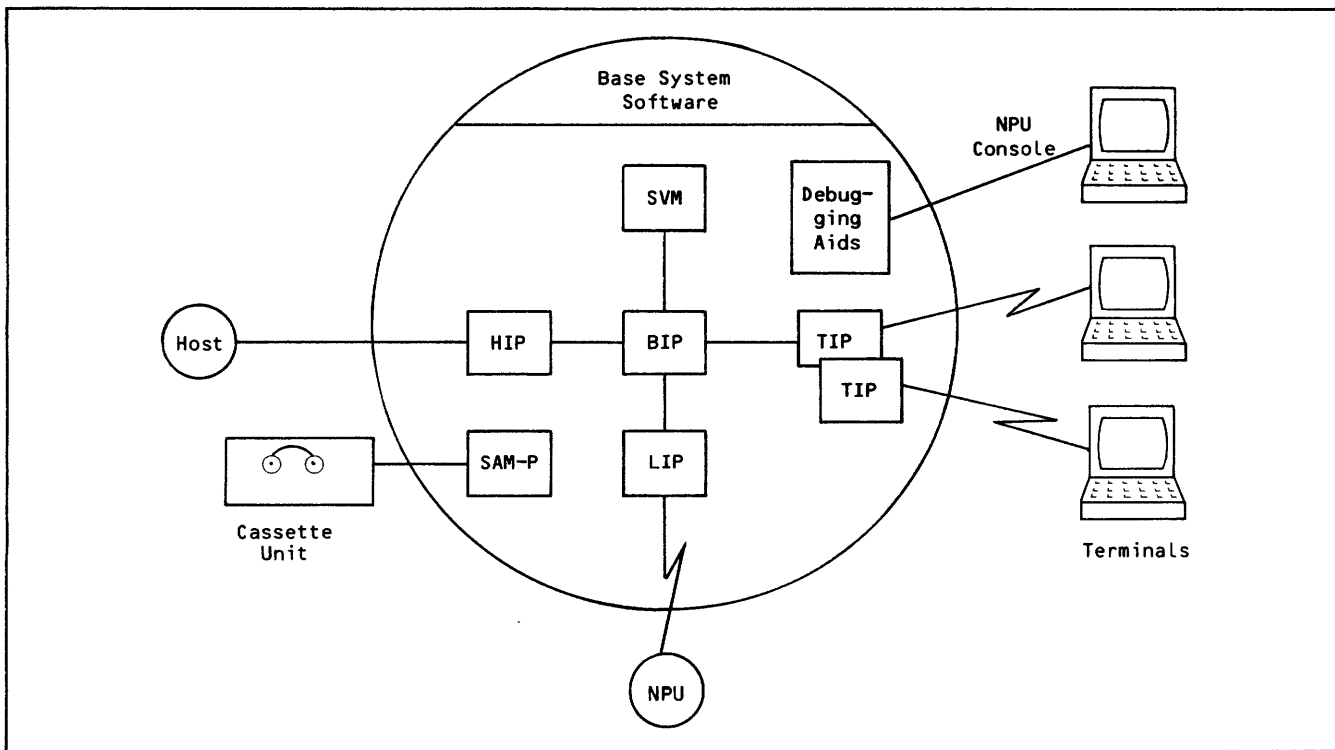 Base System
Software
NPU
Console
SVM
Debug-
ging
Aids
Host
HIP
BIP
TIP
TIP
SAM-P
LIP
Cassette
Unit
Terminals
NPU